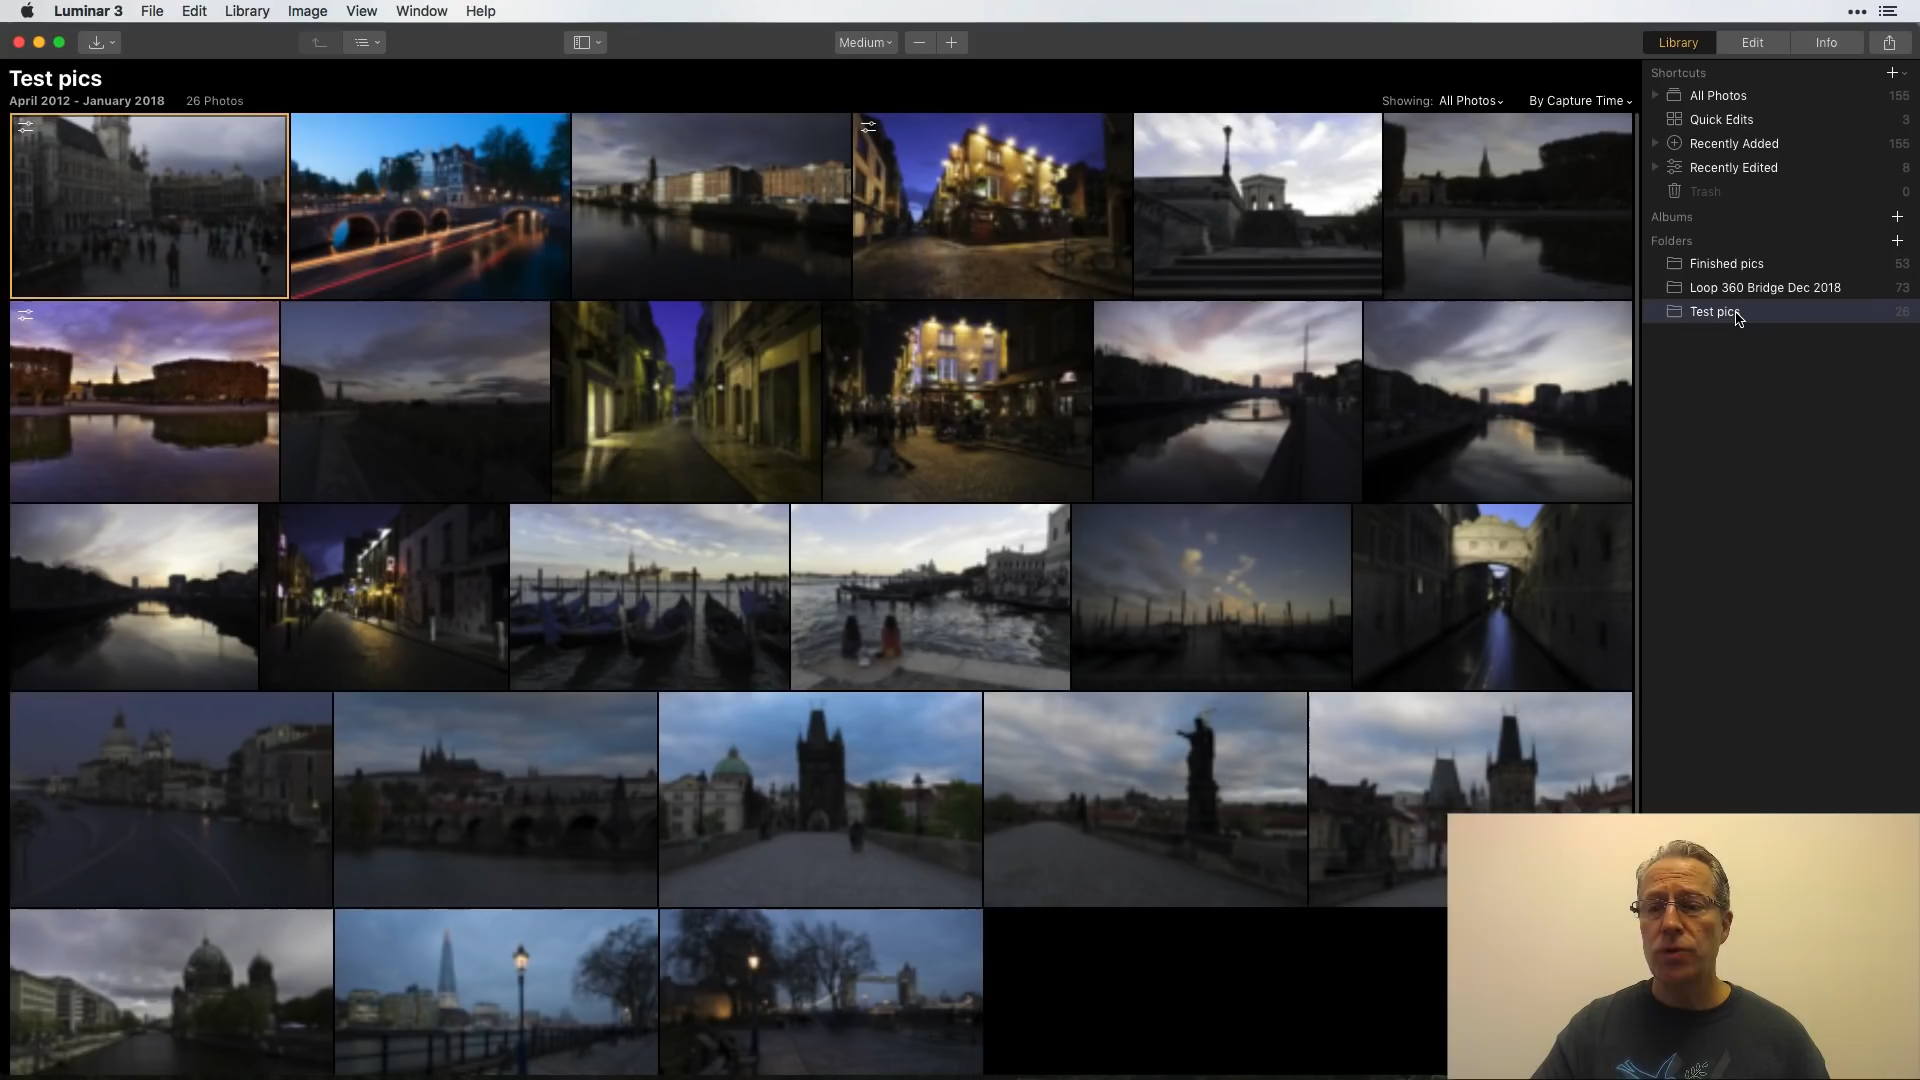 Luminar 3 File Edit Library Image View Window Help
Medium
Library Edit Info
Test pics
April 2012 - January 2018 26 Photos
Showing: All Photos By Capture Time
Shortcuts
All Photos 155
Quick Edits 3
Recently Added 155
Recently Edited 8
Trash 0
Albums
Folders
Finished pics 53
Loop 360 Bridge Dec 2018 73
Test pics 26